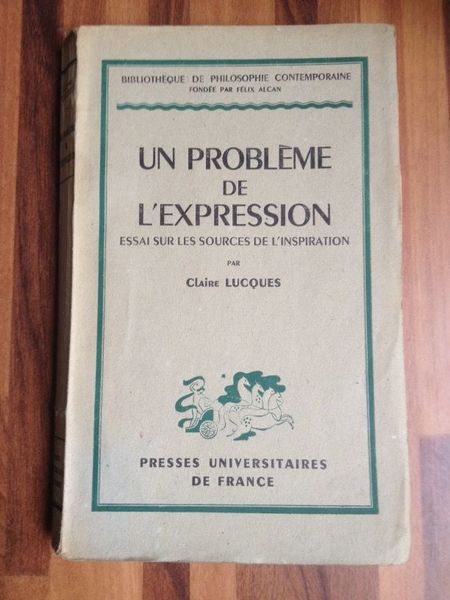 BIBLIOTHÈQUE DE PHILOSOPHIE CONTEMPORAINE
FONDÉE PAR FÉLIX ALCAN
UN PROBLÈME
DE
L'EXPRESSION
ESSAI SUR LES SOURCES DE L'INSPIRATION
PAR
Claire LUCQUES
PRESSES UNIVERSITAIRES
DE FRANCE